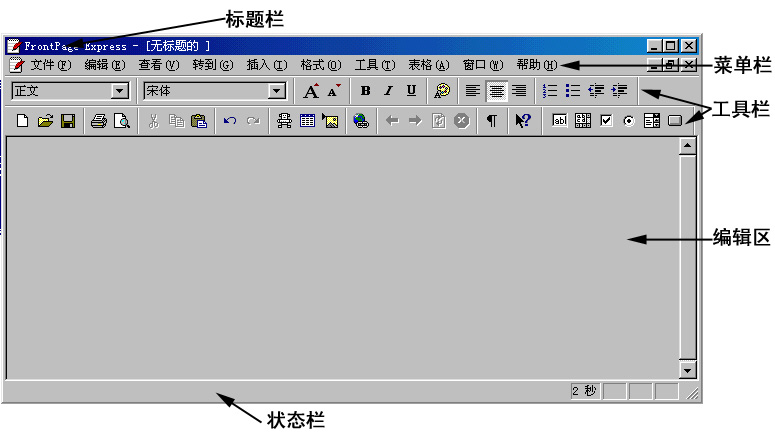 标题栏
FrontPage Express - [无标题的 ]
文件(F) 编辑(E) 查看(V) 转到(G) 插入(I) 格式(O) 工具(T) 表格(A) 窗口(W) 帮助(H)
菜单栏
正文 宋体 A A B I U
工具栏
abl
编辑区
2 秒
状态栏